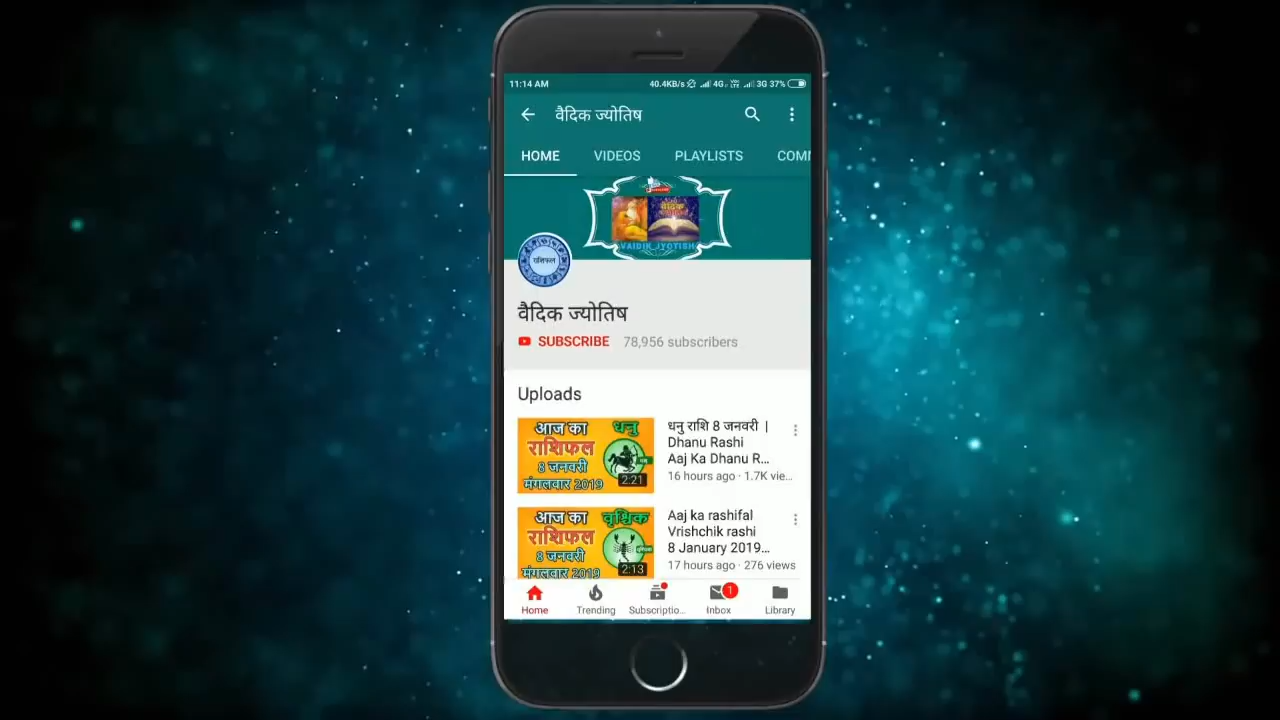 11:14 AM
40.4KB/s 4G 3G 37%
वैदिक ज्योतिष
HOME
VIDEOS
PLAYLISTS
COMM
वैदिक
VAIDIK JYOTISH
राशिफल
वैदिक ज्योतिष
SUBSCRIBE 78,956 subscribers
Uploads
आज का धनु
राशिफल
8 जनवरी
मंगलवार 2019
2:21
धनु राशि 8 जनवरी |
Dhanu Rashi
Aaj Ka Dhanu R...
16 hours ago · 1.7K vie...
आज का वृश्चिक
राशिफल
8 जनवरी
मंगलवार 2019
2:13
Aaj ka rashifal
Vrishchik rashi
8 January 2019...
17 hours ago · 276 views
1
Home
Trending
Subscriptio...
Inbox
Library